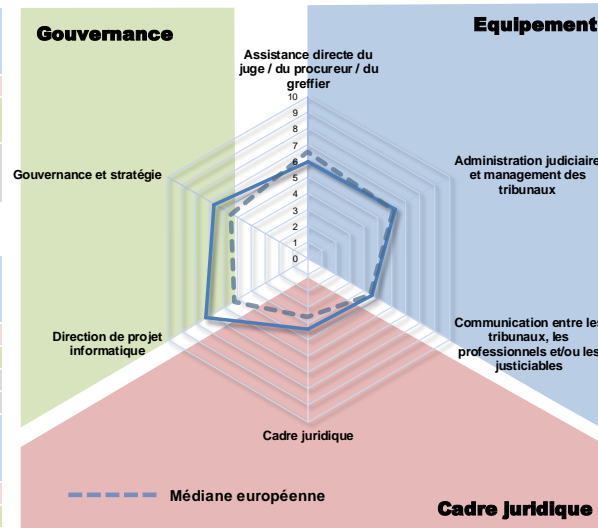 Gouvernance
Equipement
Assistance directe du
juge / du procureur / du
greffier
10
9
8
7
6
5
4
3
2
1
0
Gouvernance et stratégie
Administration judiciaire
et management des
tribunaux
Direction de projet
informatique
Communication entre les
tribunaux, les
professionnels et/ou les
justiciables
Cadre juridique
Médiane européenne
Cadre juridique